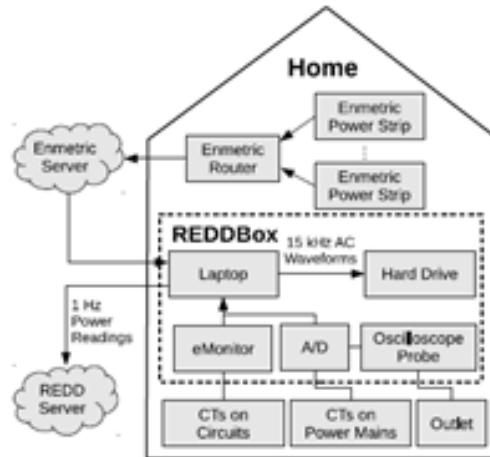 Home
Enmetric
Power Strip
Enmetric
Server
Enmetric
Router
Enmetric
Power Strip
REDDBox
15 kHz AC
Waveforms
Laptop
Hard Drive
1 Hz
Power
Readings
eMonitor
A/D
Oscilloscope
Probe
REDD
Server
CTs on
Circuits
CTs on
Power Mains
Outlet